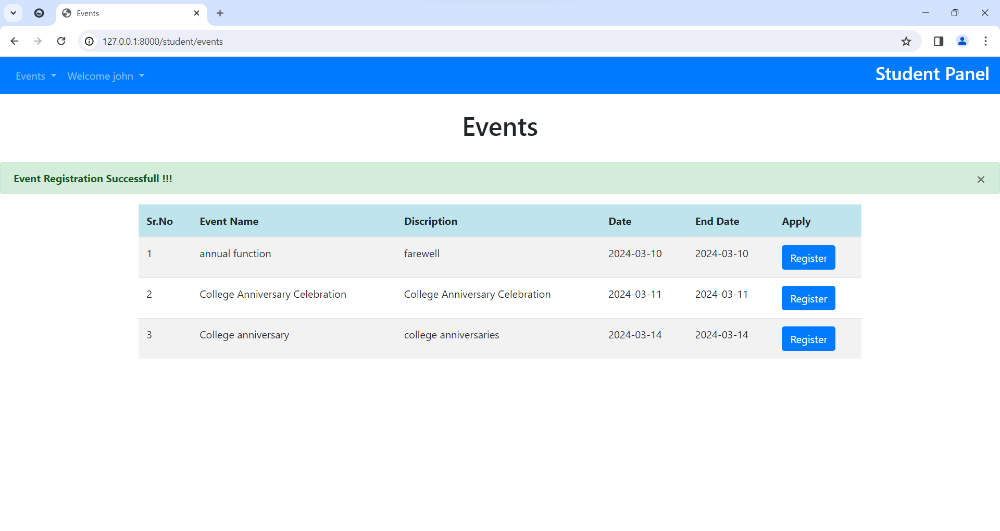 Events
127.0.0.1:8000/student/events
Events Welcome john Student Panel
Events
Event Registration Successfull !!! ×
Sr.No Event Name Discription Date End Date Apply
1 annual function farewell 2024-03-10 2024-03-10 Register
2 College Anniversary Celebration College Anniversary Celebration 2024-03-11 2024-03-11 Register
3 College anniversary college anniversaries 2024-03-14 2024-03-14 Register